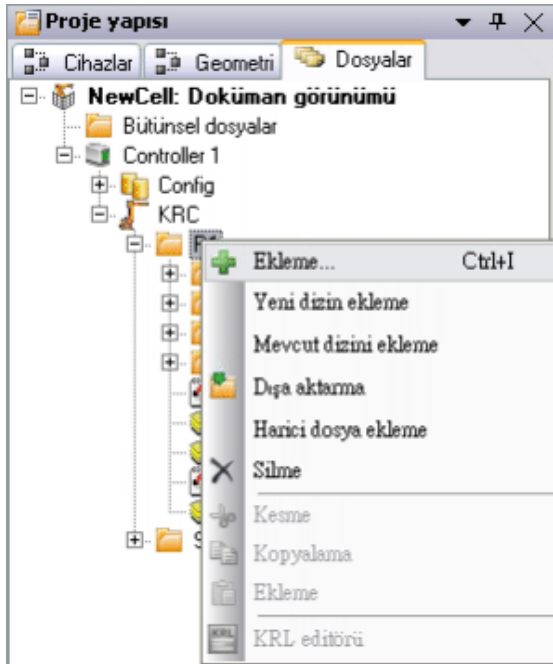 Proje yapısı
Cihazlar Geometri Dosyalar
NewCell: Doküman görünümü
Bütünsel dosyalar
Controller 1
Config
KRC
Ekleme... Ctrl+I
Yeni dizin ekleme
Mevcut dizini ekleme
Dışa aktarma
Harici dosya ekleme
Silme
Kesme
Kopyalama
Ekleme
KRL editörü